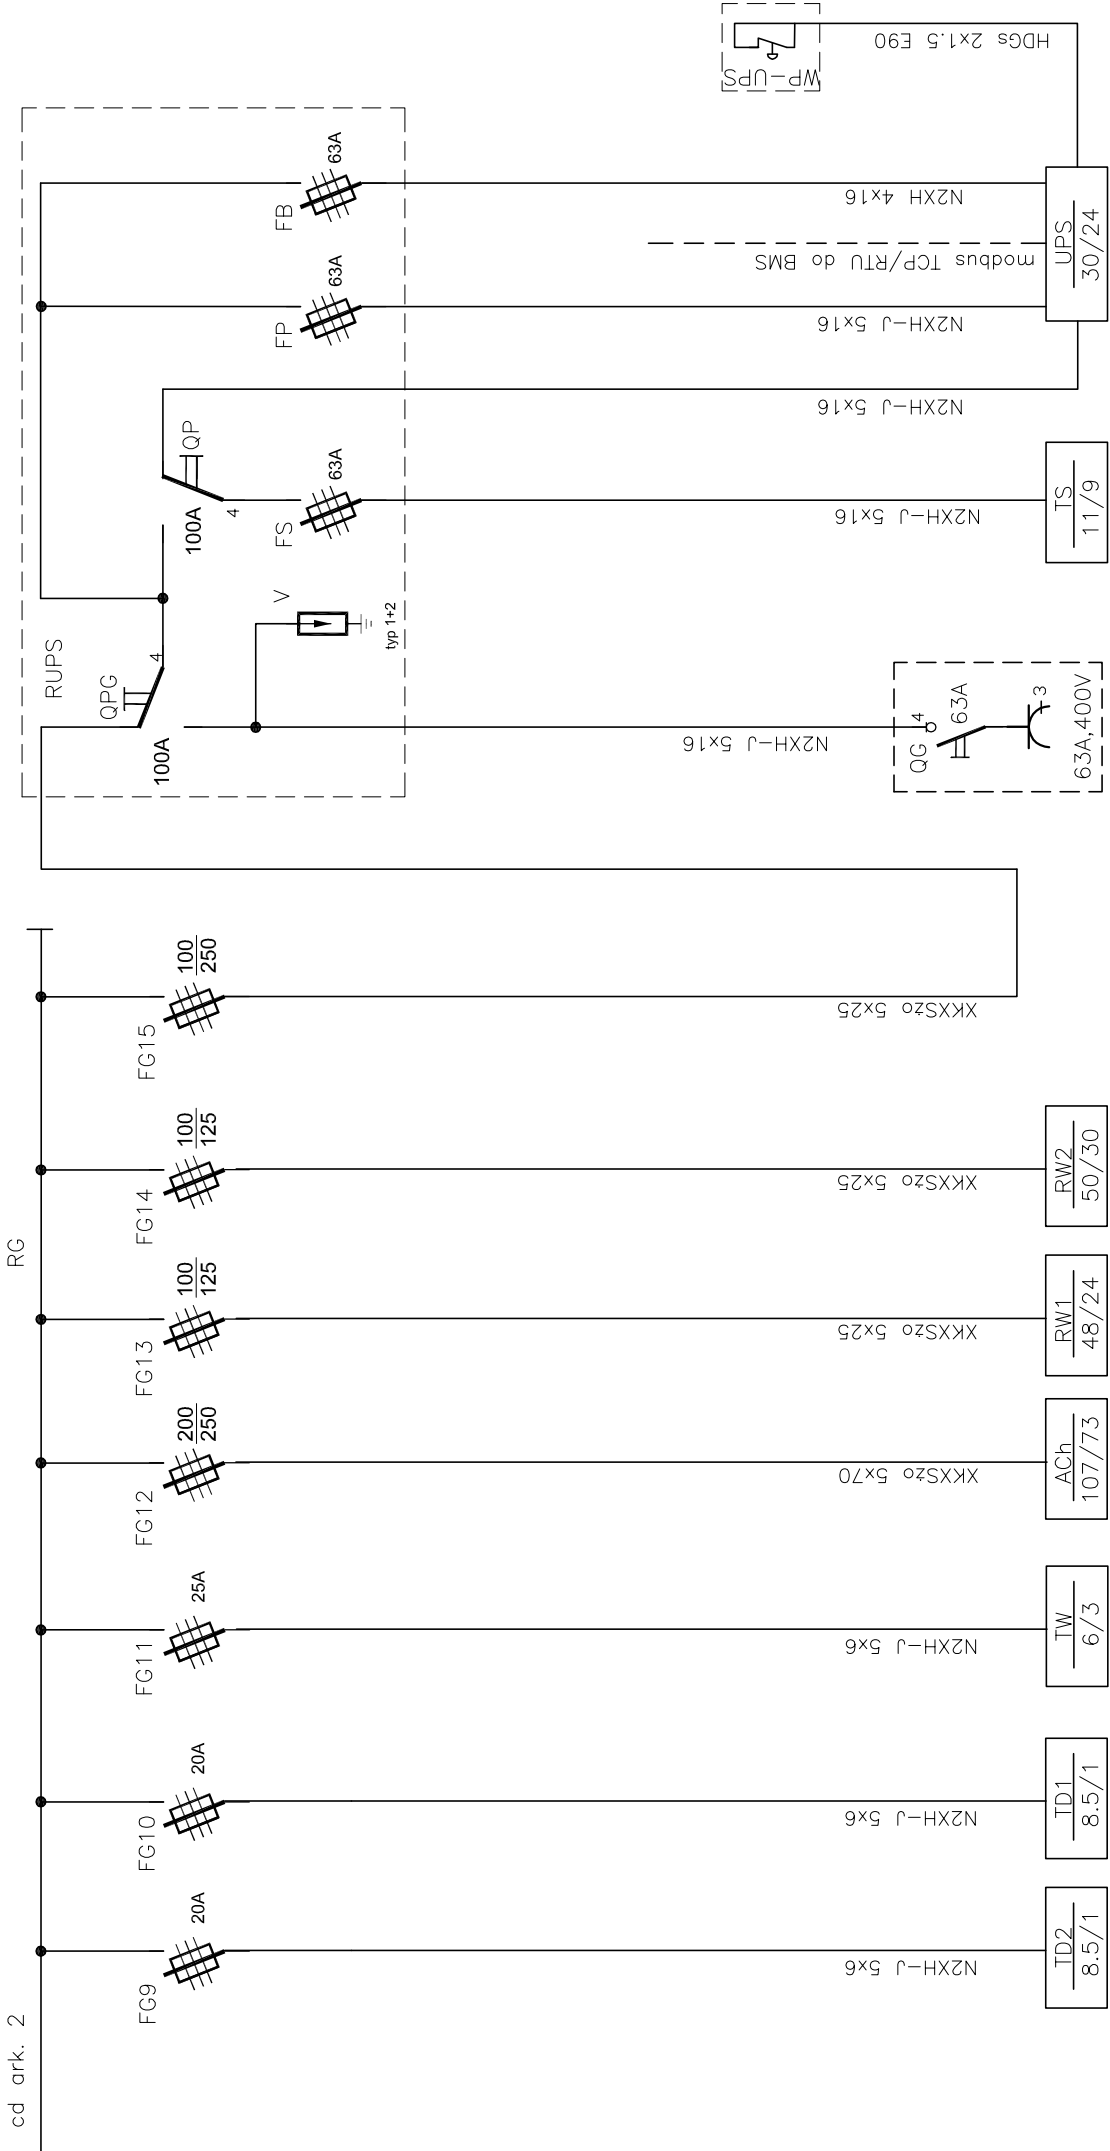 cd ark. 2
RG
FG9
20A
N2XH-J 5x6
TD2
8.5/1
FG10
20A
N2XH-J 5x6
TD1
8.5/1
FG11
25A
N2XH-J 5x6
TW
6/3
FG12
200
250
XKXSżo 5x70
ACh
107/73
FG13
100
125
XKXSżo 5x25
RW1
48/24
FG14
100
125
XKXSżo 5x25
RW2
50/30
FG15
100
250
XKXSżo 5x25
RUPS
QPG
4
100A
V
typ 1+2
N2XH-J 5x16
QG
4
63A
3
63A,400V
QP
4
100A
FS
63A
N2XH-J 5x16
TS
11/9
N2XH-J 5x16
FP
63A
N2XH-J 5x16
modbus TCP/RTU do BMS
FB
63A
N2XH 4x16
UPS
30/24
WP-UPS
HDGs 2x1.5 E90